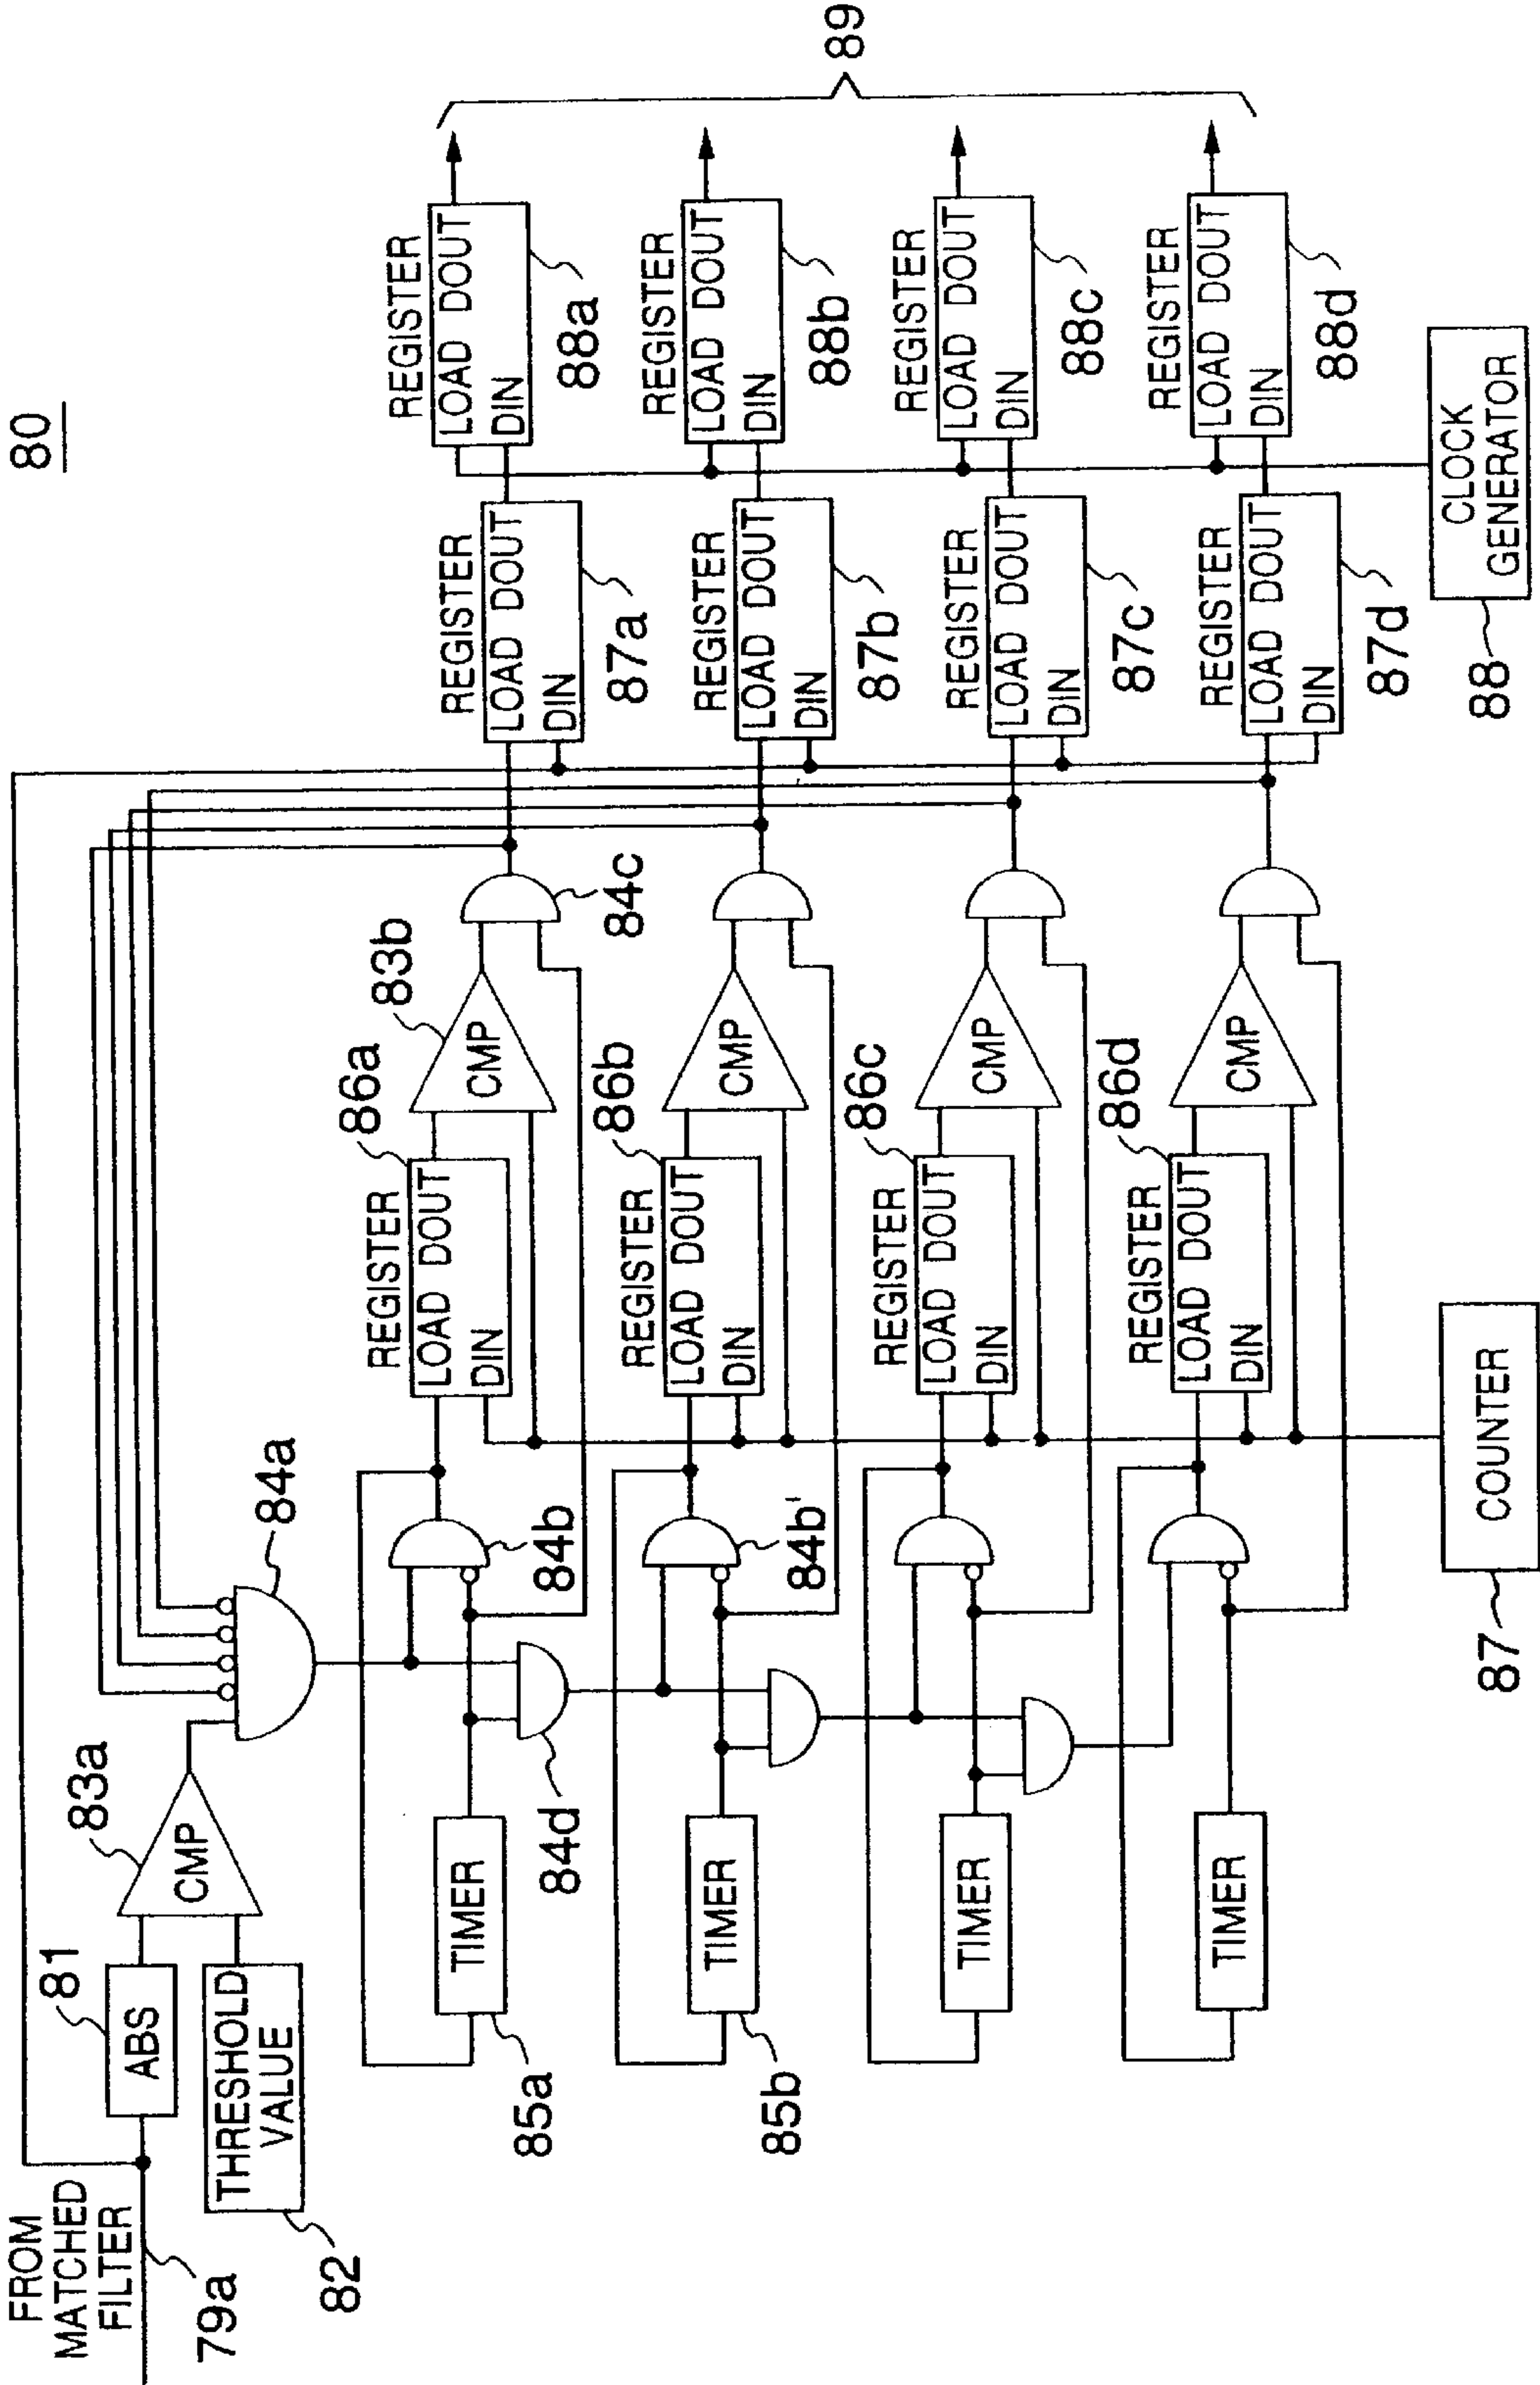 80
FROM
MATCHED
FILTER
79a
81
ABS
THRESHOLD
VALUE
82
83a
CMP
84a
TIMER
85a
84d
84b
REGISTER
LOAD DOUT
DIN
86a
83b
CMP
84c
REGISTER
LOAD DOUT
DIN
87a
REGISTER
LOAD DOUT
DIN
88a
TIMER
85b
84b'
REGISTER
LOAD DOUT
DIN
86b
CMP
REGISTER
LOAD DOUT
DIN
87b
REGISTER
LOAD DOUT
DIN
88b
TIMER
REGISTER
LOAD DOUT
DIN
86c
CMP
REGISTER
LOAD DOUT
DIN
87c
REGISTER
LOAD DOUT
DIN
88c
TIMER
REGISTER
LOAD DOUT
DIN
86d
CMP
REGISTER
LOAD DOUT
DIN
87d
REGISTER
LOAD DOUT
DIN
88d
89
COUNTER
87
CLOCK
GENERATOR
88